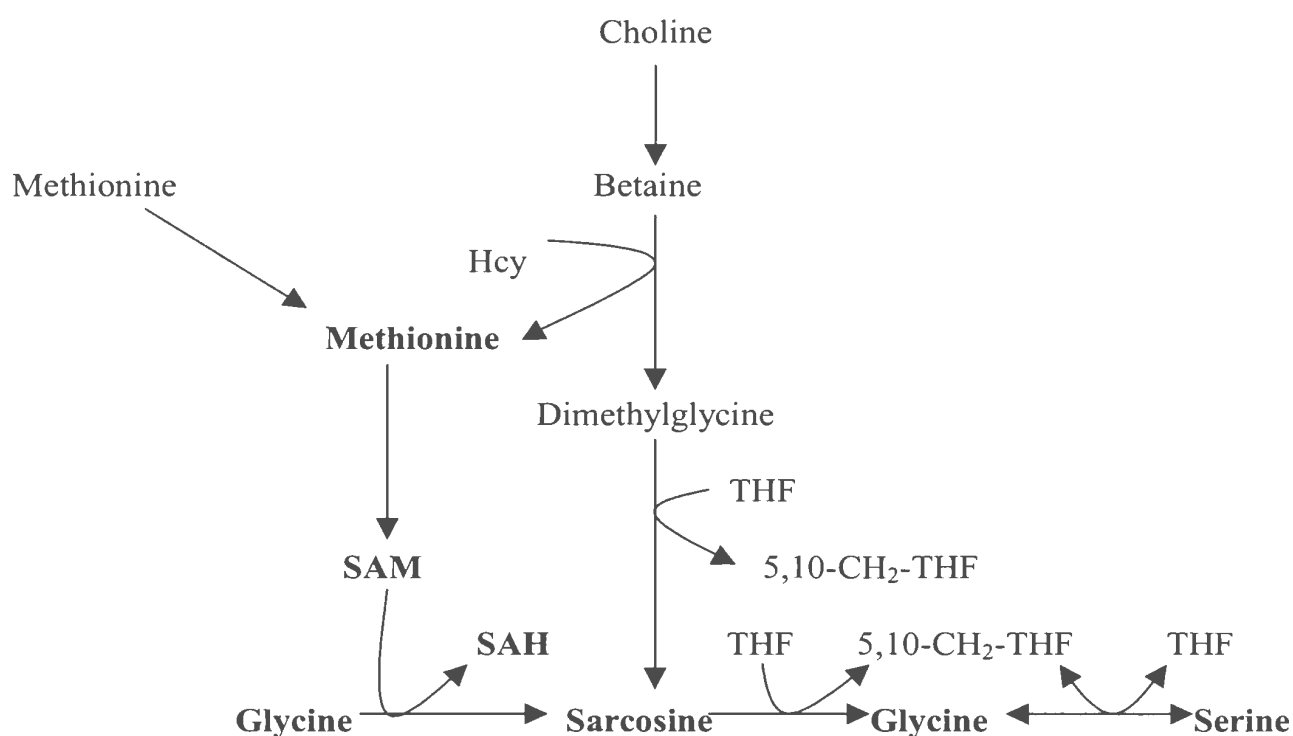 Choline
Methionine
Betaine
Hcy
Methionine
Dimethylglycine
THF
SAM
5,10-CH₂-THF
SAH
THF
5,10-CH₂-THF
THF
Glycine
Sarcosine
Glycine
Serine